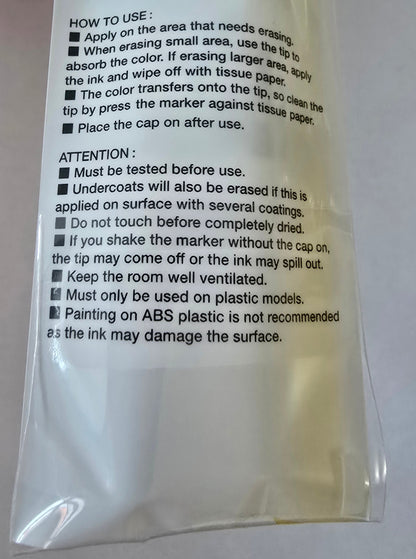 HOW TO USE :
■ Apply on the area that needs erasing.
■ When erasing small area, use the tip to
absorb the color. If erasing larger area, apply
the ink and wipe off with tissue paper.
■ The color transfers onto the tip, so clean the
tip by press the marker against tissue paper.
■ Place the cap on after use.
ATTENTION :
■ Must be tested before use.
■ Undercoats will also be erased if this is
applied on surface with several coatings.
■ Do not touch before completely dried.
■ If you shake the marker without the cap on,
the tip may come off or the ink may spill out.
■ Keep the room well ventilated.
■ Must only be used on plastic models.
■ Painting on ABS plastic is not recommended
as the ink may damage the surface.